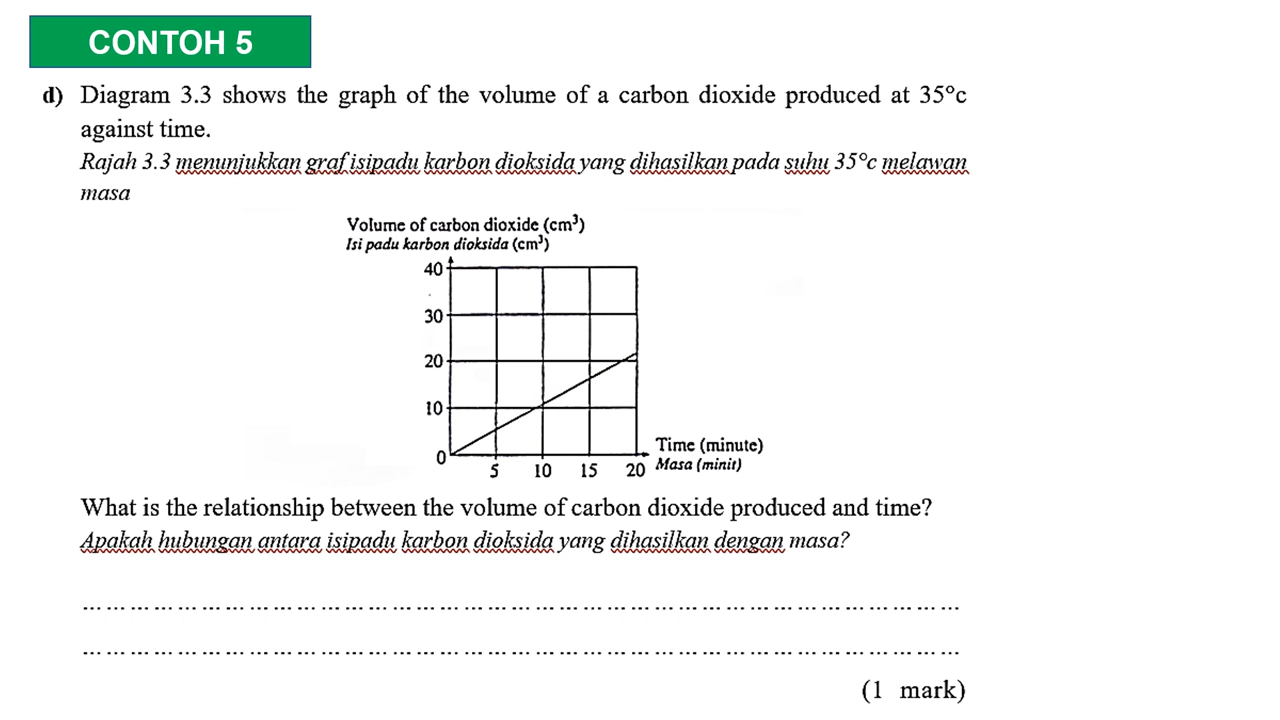 CONTOH 5
d) Diagram 3.3 shows the graph of the volume of a carbon dioxide produced at 35°c
against time.
Rajah 3.3 menunjukkan graf isipadu karbon dioksida yang dihasilkan pada suhu 35°c melawan
masa
Volume of carbon dioxide (cm³)
Isi padu karbon dioksida (cm³)
40
30
20
10
0
5 10 15 20
Time (minute)
Masa (minit)
What is the relationship between the volume of carbon dioxide produced and time?
Apakah hubungan antara isipadu karbon dioksida yang dihasilkan dengan masa?
(1 mark)